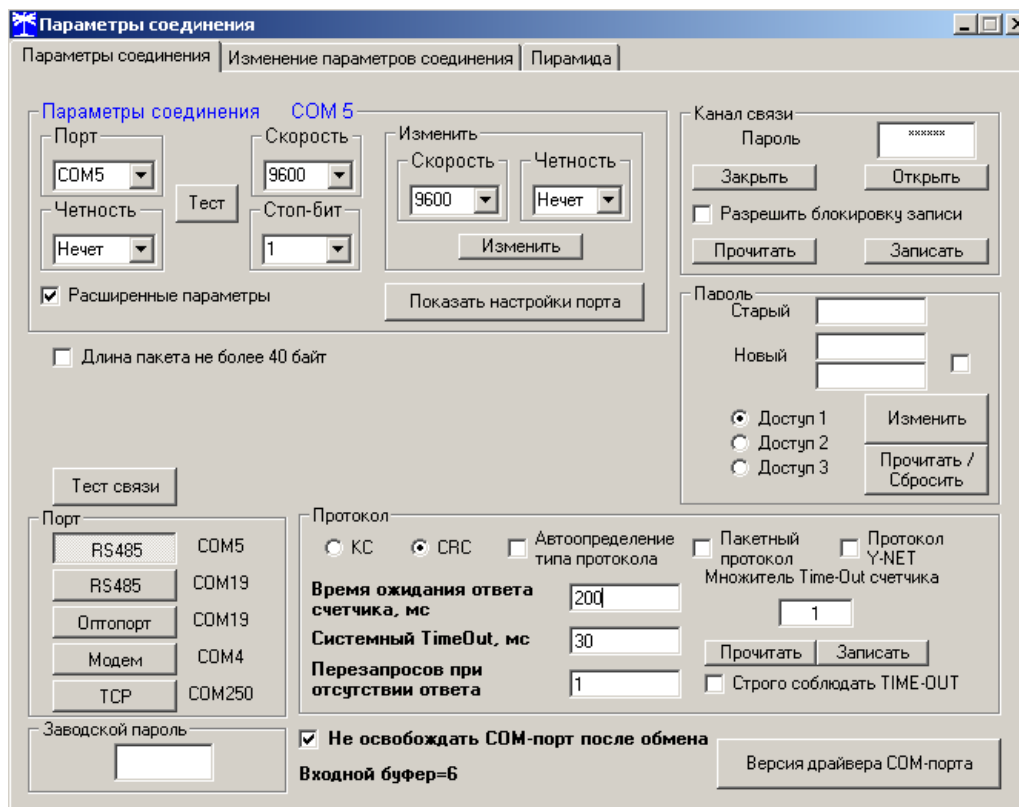 Параметры соединения
Параметры соединения Изменение параметров соединения Пирамида
Параметры соединения COM 5
Порт
COM5
Четность
Нечет
Тест
Скорость
9600
Стоп-бит
1
Изменить
Скорость
9600
Четность
Нечет
Изменить
Расширенные параметры
Показать настройки порта
Длина пакета не более 40 байт
Канал связи
Пароль
××××××
Закрыть
Открыть
Разрешить блокировку записи
Прочитать
Записать
Пароль
Старый
Новый
Доступ 1
Доступ 2
Доступ 3
Изменить
Прочитать /
Сбросить
Тест связи
Порт
RS485 COM5
RS485 COM19
Оптопорт COM19
Модем COM4
TCP COM250
Протокол
КС
CRC
Автоопределение
типа протокола
Пакетный
протокол
Протокол
Y-NET
Время ожидания ответа
счетчика, мс
200
Системный TimeOut, мс
30
Перезапросов при
отсутствии ответа
1
Множитель Time-Out счетчика
1
Прочитать
Записать
Строго соблюдать TIME-OUT
Заводской пароль
Не освобождать COM-порт после обмена
Входной буфер=6
Версия драйвера COM-порта